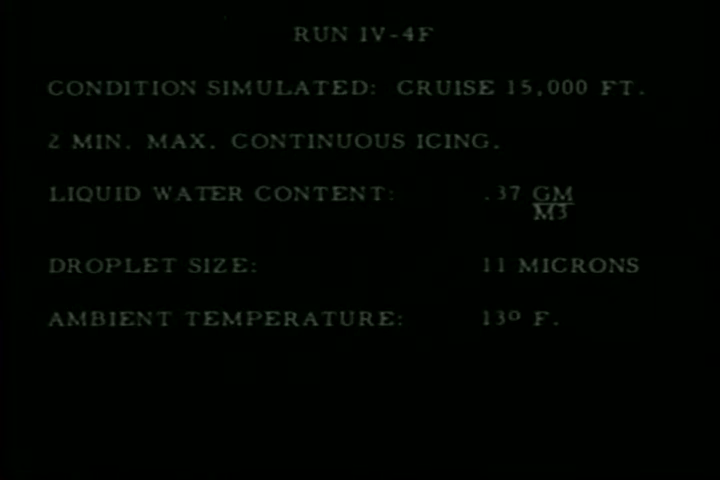 RUN IV-4F
CONDITION SIMULATED: CRUISE 15,000 FT.
2 MIN. MAX. CONTINUOUS ICING.
LIQUID WATER CONTENT: .37 GM
M3
DROPLET SIZE: 11 MICRONS
AMBIENT TEMPERATURE: 13º F.